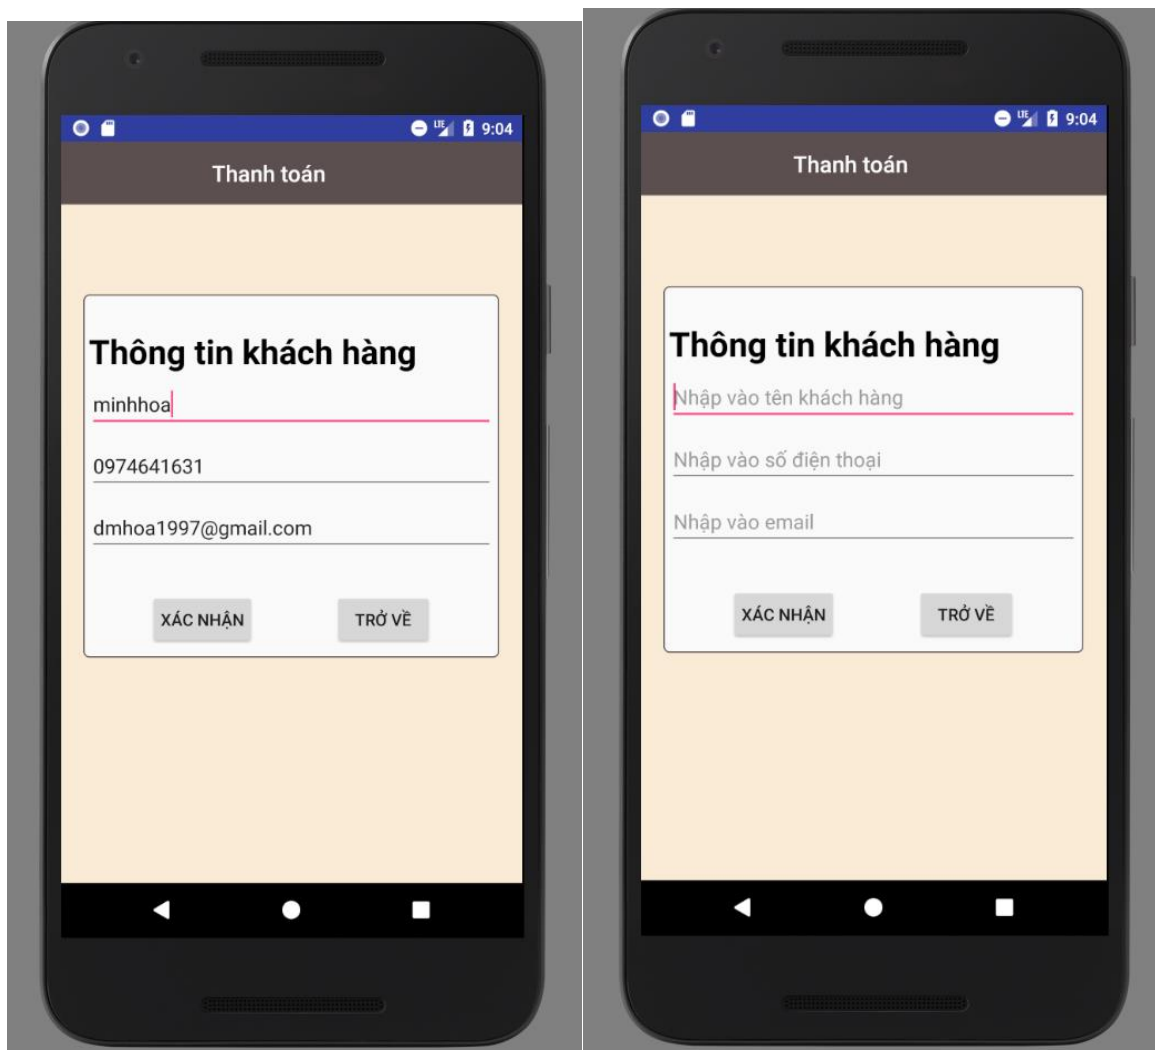 LTE 9:04
Thanh toán
Thông tin khách hàng
minhhoa
0974641631
dmhoa1997@gmail.com
XÁC NHẬN TRỞ VỀ
LTE 9:04
Thanh toán
Thông tin khách hàng
Nhập vào tên khách hàng
Nhập vào số điện thoại
Nhập vào email
XÁC NHẬN TRỞ VỀ